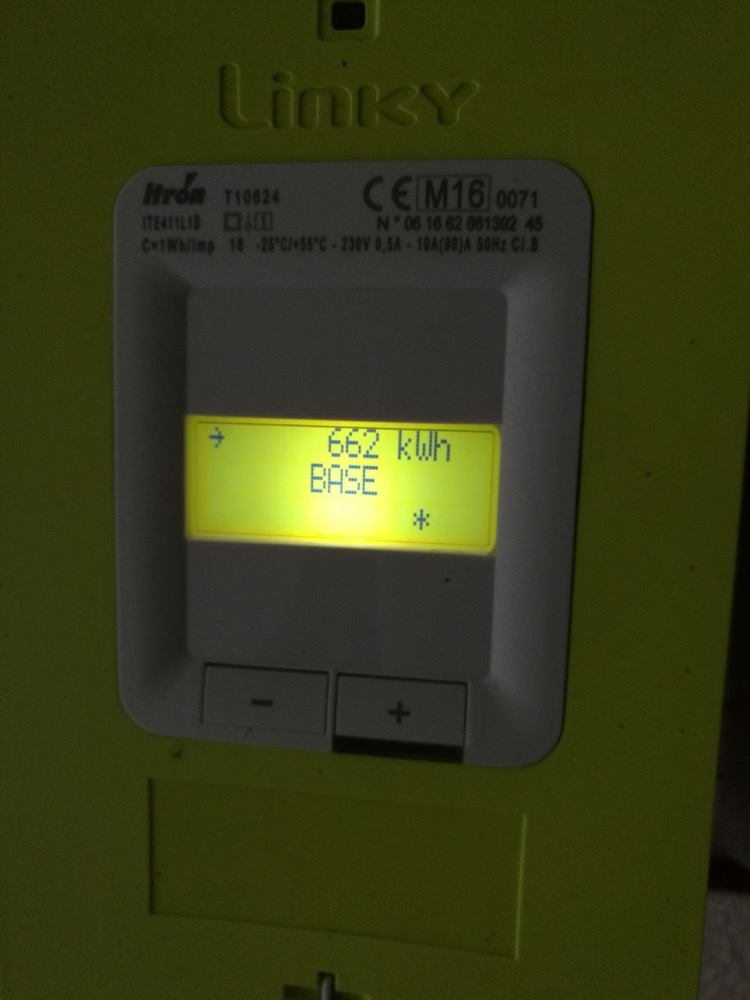 Linky
Itron T10624 CE M16 0071
ITE411L1B N° 06 16 62 661392 45
C=1Wh/Imp 18 -25°C/+55°C - 230V 0,5A - 10A(90)A 50Hz Cl.B
→ 662 kWh
BASE
*
- +